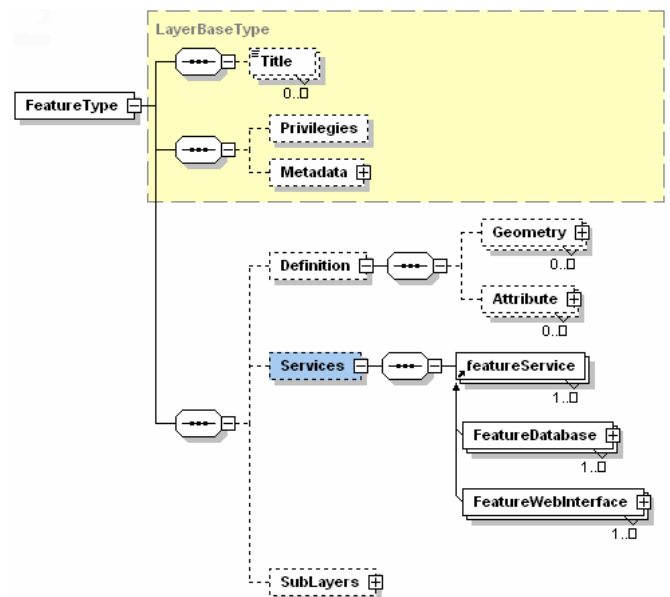 LayerBaseType
Title
0..□
FeatureType
Privilegies
Metadata
Geometry
0..□
Definition
Attribute
0..□
Services
featureService
1..□
FeatureDatabase
1..□
FeatureWebInterface
1..□
SubLayers